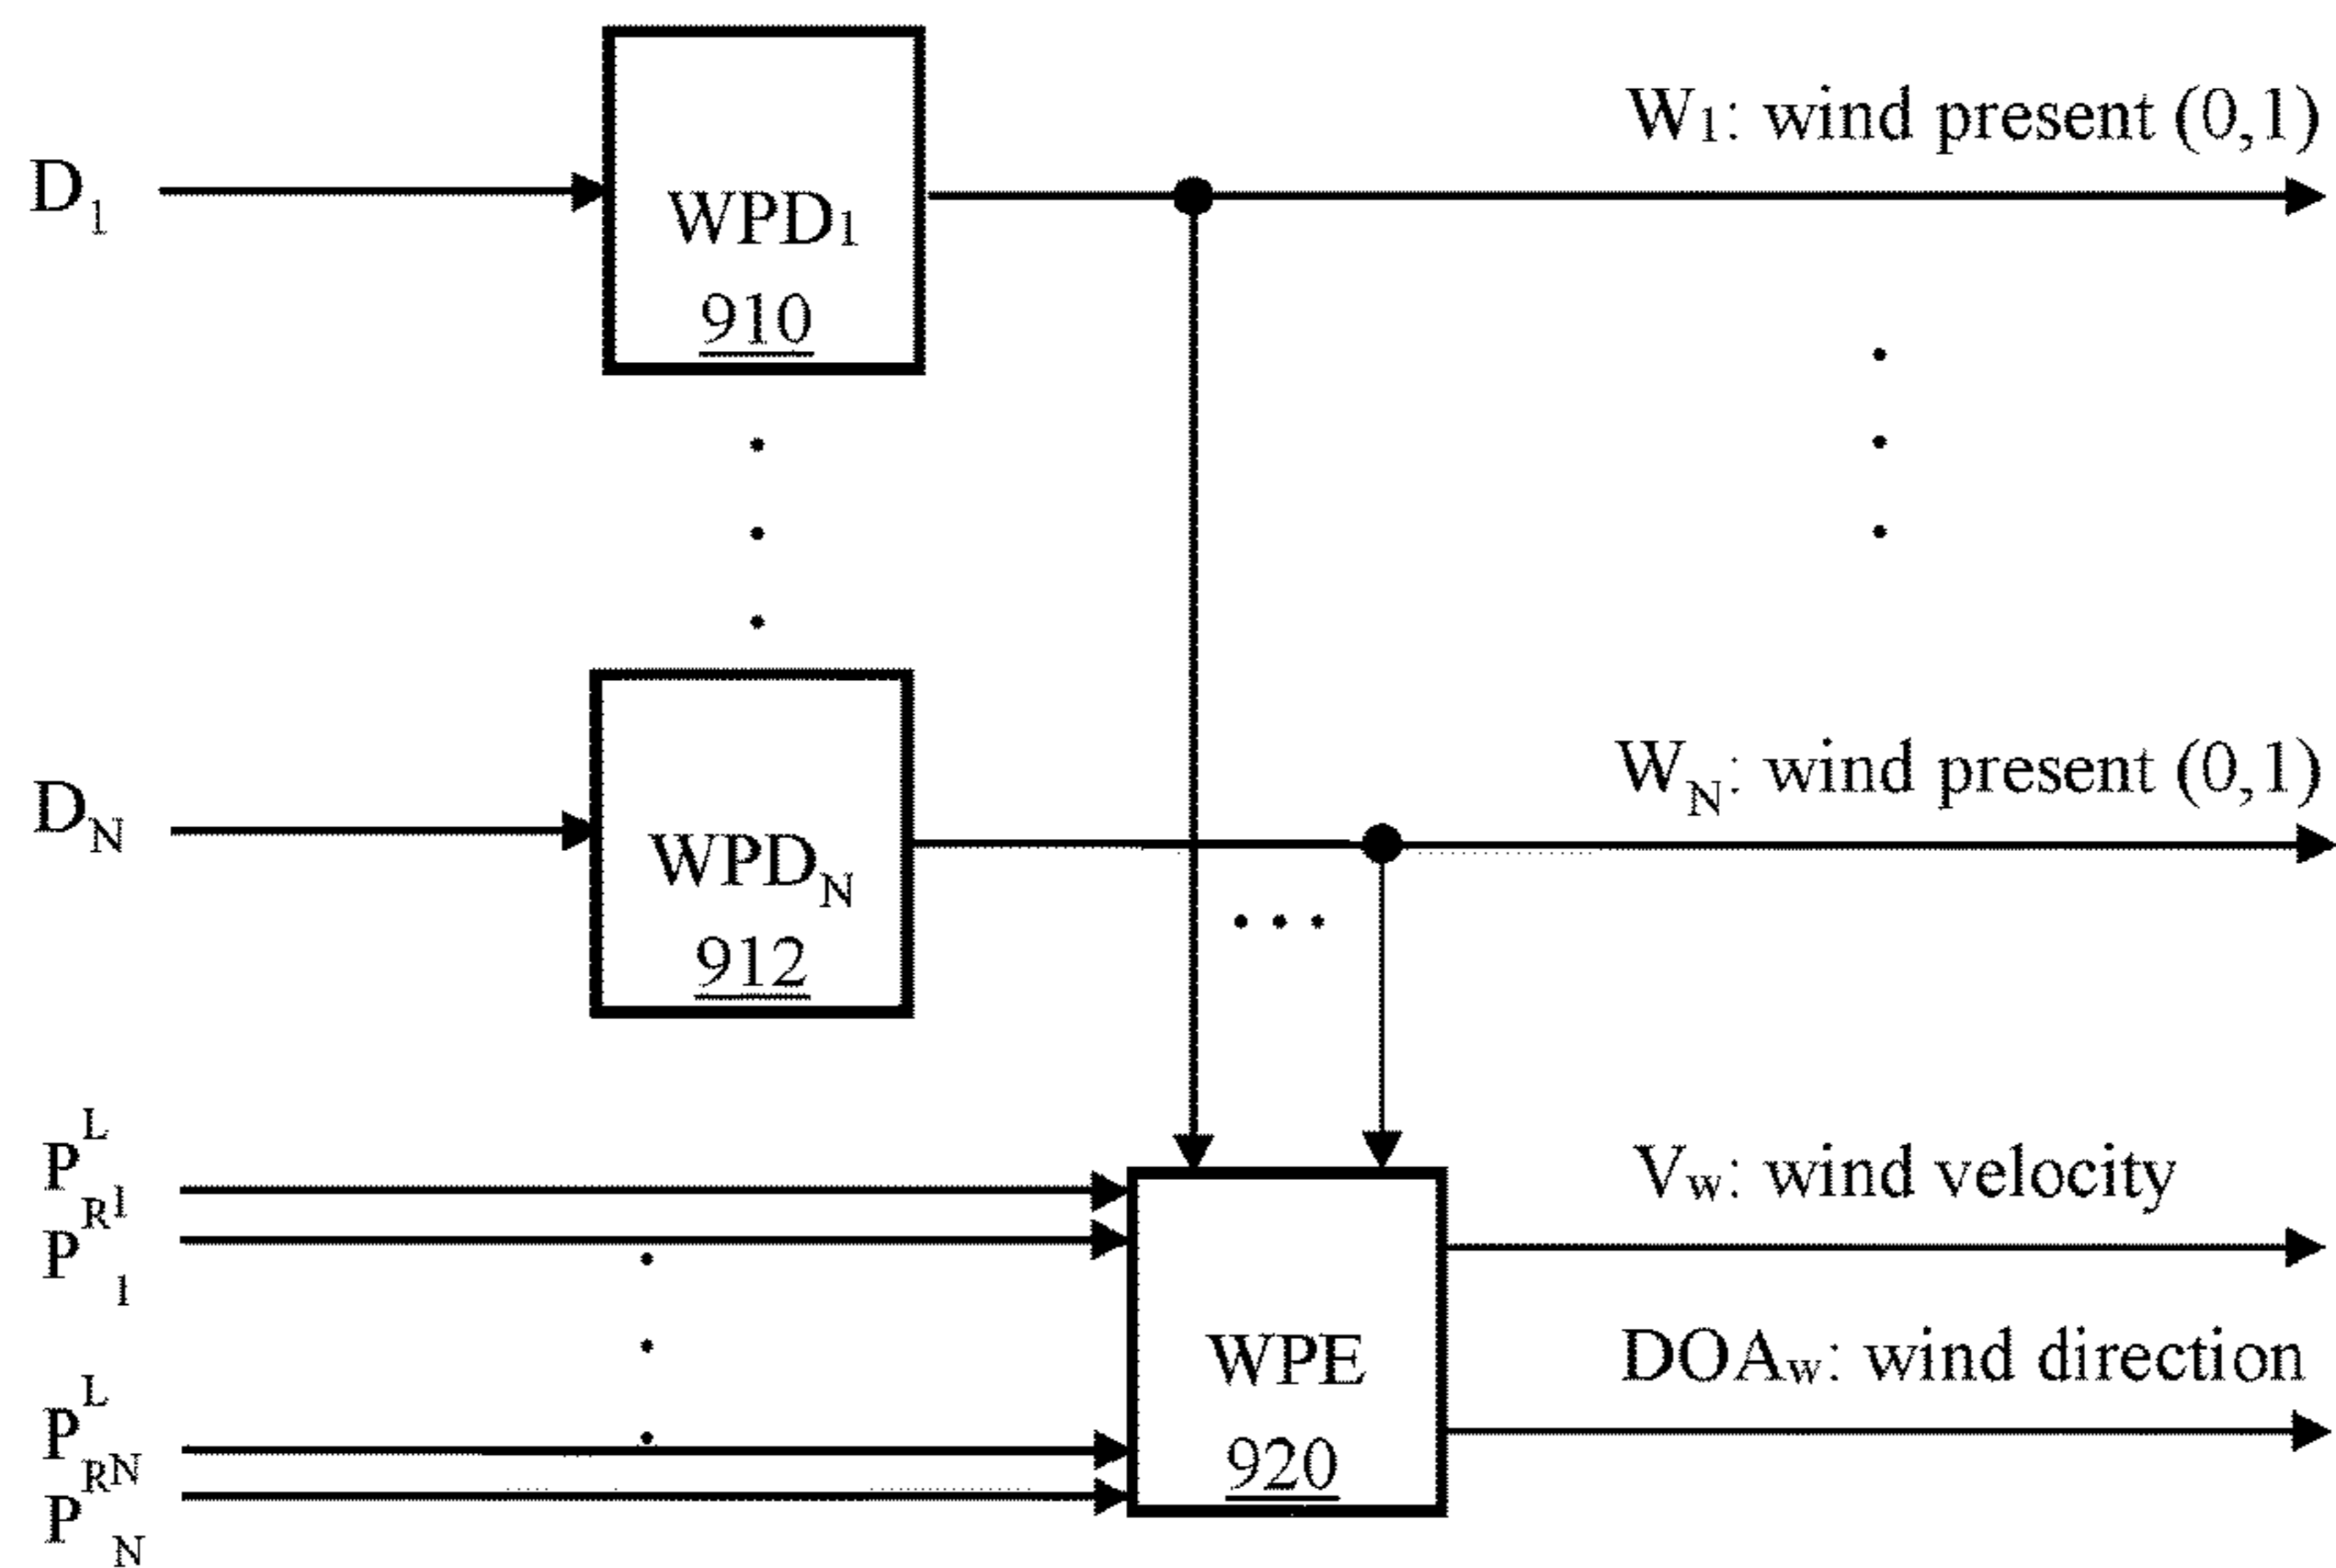 W1: wind present (0,1)
D1
WPD1
910
WN: wind present (0,1)
DN
WPDN
912
PL1
PR1
Vw: wind velocity
DOAw: wind direction
WPE
920
PLN
PRN